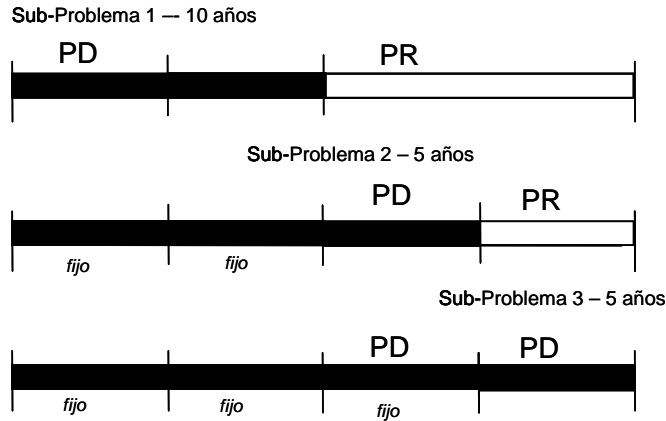 Sub-Problema 1 –- 10 años
PD PR
Sub-Problema 2 – 5 años
PD PR
fijo fijo
Sub-Problema 3 – 5 años
PD PD
fijo fijo fijo